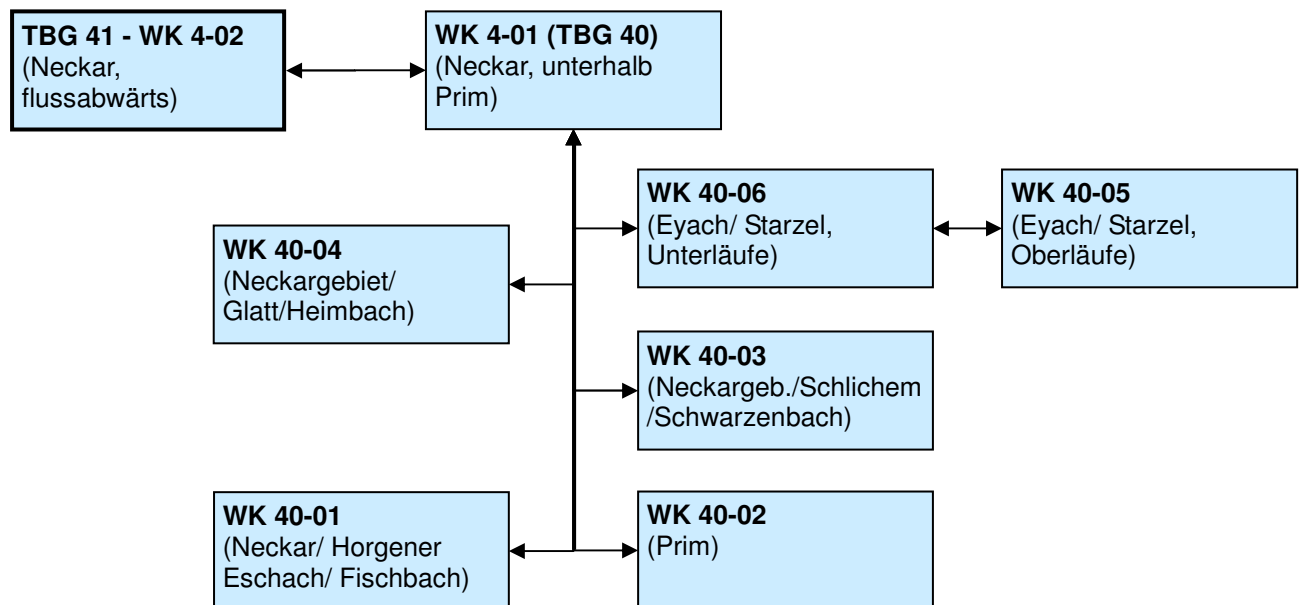 TBG 41 - WK 4-02
(Neckar,
flussabwärts)
WK 4-01 (TBG 40)
(Neckar, unterhalb
Prim)
WK 40-06
(Eyach/ Starzel,
Unterläufe)
WK 40-05
(Eyach/ Starzel,
Oberläufe)
WK 40-04
(Neckargebiet/
Glatt/Heimbach)
WK 40-03
(Neckargeb./Schlichem
/Schwarzenbach)
WK 40-01
(Neckar/ Horgener
Eschach/ Fischbach)
WK 40-02
(Prim)